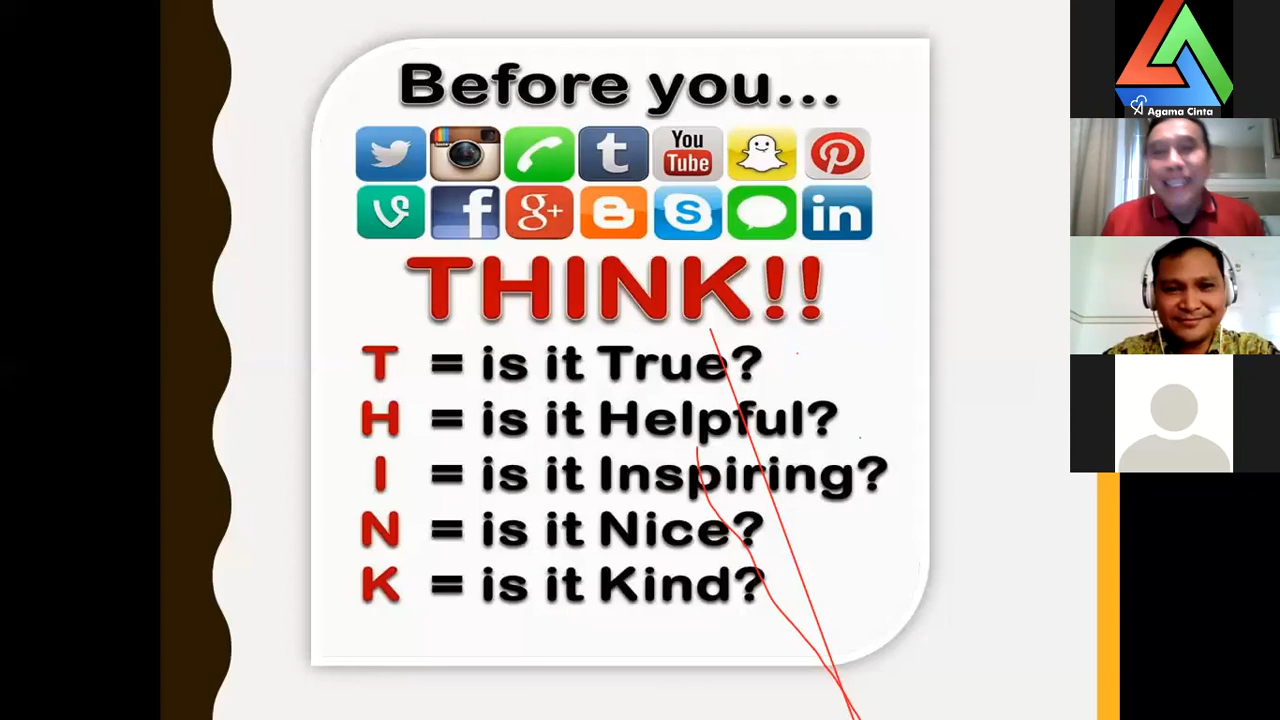 Before you...
t You Tube
f g+ S in
THINK!!
T = is it True?
H = is it Helpful?
I = is it Inspiring?
N = is it Nice?
K = is it Kind?
Agama Cinta